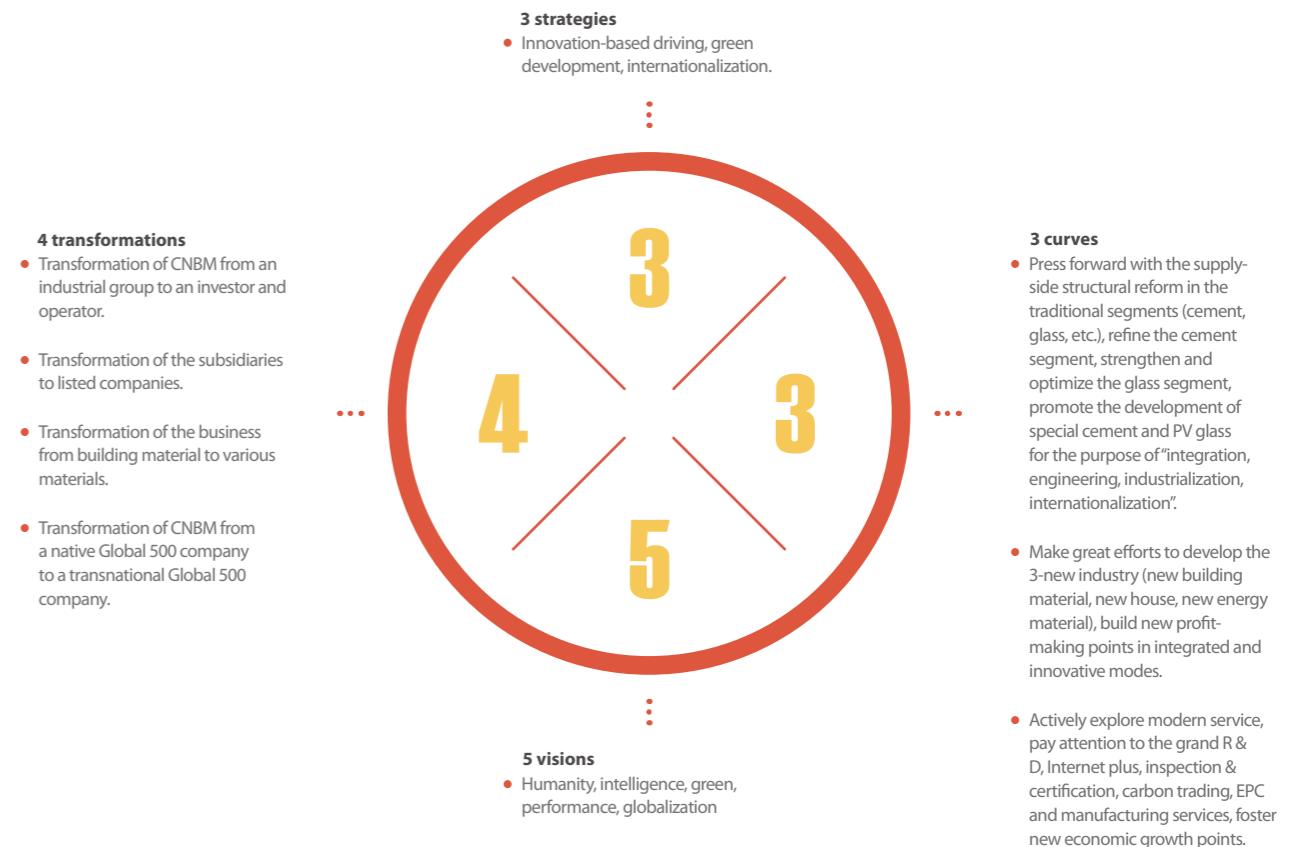 3 strategies
Innovation-based driving, green
development, internationalization.
4 transformations
Transformation of CNBM from an
industrial group to an investor and
operator.
Transformation of the subsidiaries
to listed companies.
Transformation of the business
from building material to various
materials.
Transformation of CNBM from
a native Global 500 company
to a transnational Global 500
company.
3
4
3
5
3 curves
Press forward with the supply-
side structural reform in the
traditional segments (cement,
glass, etc.), refine the cement
segment, strengthen and
optimize the glass segment,
promote the development of
special cement and PV glass
for the purpose of “integration,
engineering, industrialization,
internationalization”.
Make great efforts to develop the
3-new industry (new building
material, new house, new energy
material), build new profit-
making points in integrated and
innovative modes.
Actively explore modern service,
pay attention to the grand R &
D, Internet plus, inspection &
certification, carbon trading, EPC
and manufacturing services, foster
new economic growth points.
5 visions
Humanity, intelligence, green,
performance, globalization